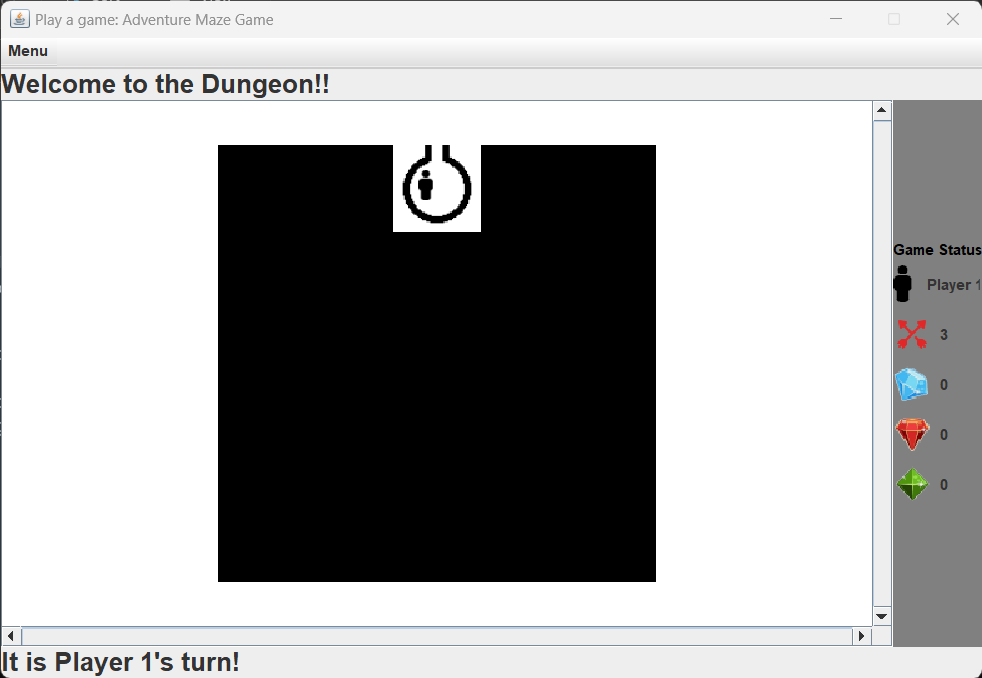 Play a game: Adventure Maze Game
Menu
Welcome to the Dungeon!!
Game Status
Player 1
3
0
0
0
It is Player 1's turn!